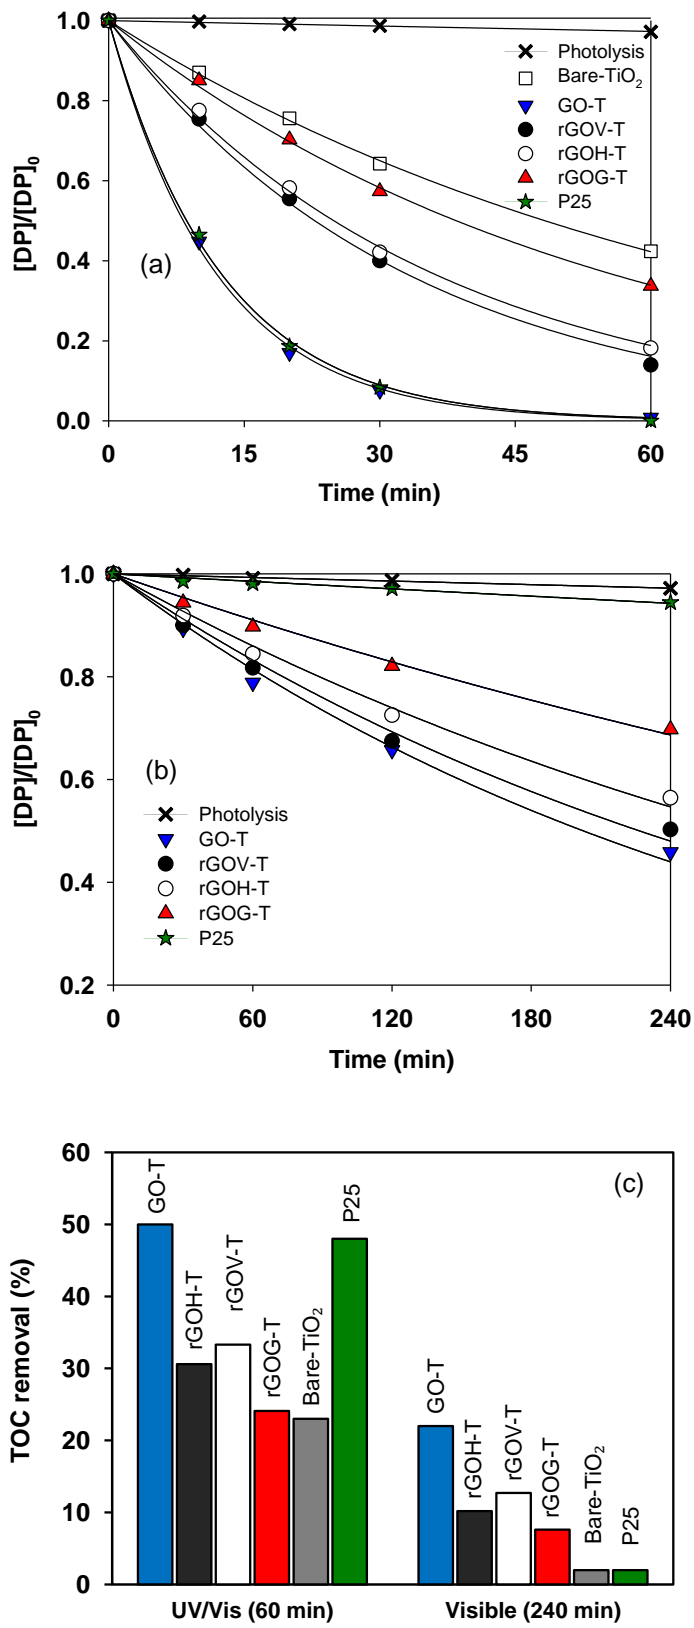 1.0
0.8
0.6
0.4
0.2
0.0
[DP]/[DP]0
(a)
Photolysis
Bare-TiO2
GO-T
rGOV-T
rGOH-T
rGOG-T
P25
0 15 30 45 60
Time (min)
1.0
0.8
0.6
0.4
0.2
[DP]/[DP]0
(b)
Photolysis
GO-T
rGOV-T
rGOH-T
rGOG-T
P25
0 60 120 180 240
Time (min)
60
50
40
30
20
10
0
TOC removal (%)
(c)
GO-T
rGOH-T
rGOV-T
rGOG-T
Bare-TiO2
P25
GO-T
rGOH-T
rGOV-T
rGOG-T
Bare-TiO2
P25
UV/Vis (60 min) Visible (240 min)